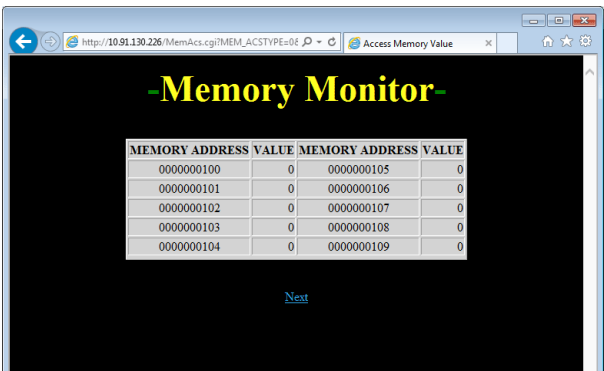 http://10.91.130.226/MemAcs.cgi?MEM_ACSTYPE=0& Access Memory Value
-Memory Monitor-
MEMORY ADDRESS VALUE MEMORY ADDRESS VALUE
0000000100 0 0000000105 0
0000000101 0 0000000106 0
0000000102 0 0000000107 0
0000000103 0 0000000108 0
0000000104 0 0000000109 0
Next